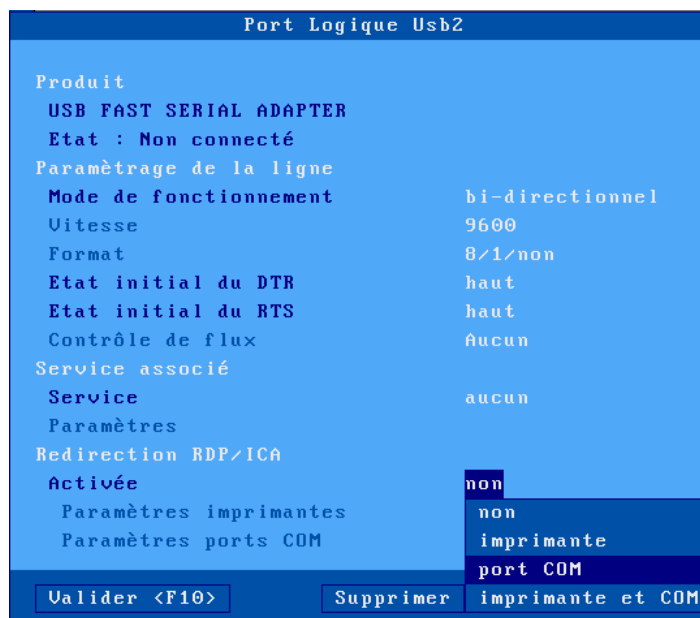 Port Logique Usb2
Produit
USB FAST SERIAL ADAPTER
Etat : Non connecté
Paramètrage de la ligne
Mode de fonctionnement bi-directionnel
Vitesse 9600
Format 8/1/non
Etat initial du DTR haut
Etat initial du RTS haut
Contrôle de flux Aucun
Service associé
Service aucun
Paramètres
Redirection RDP/ICA
Activée non
Paramètres imprimantes non
Paramètres ports COM imprimante
port COM
Valider <F10> Supprimer imprimante et COM